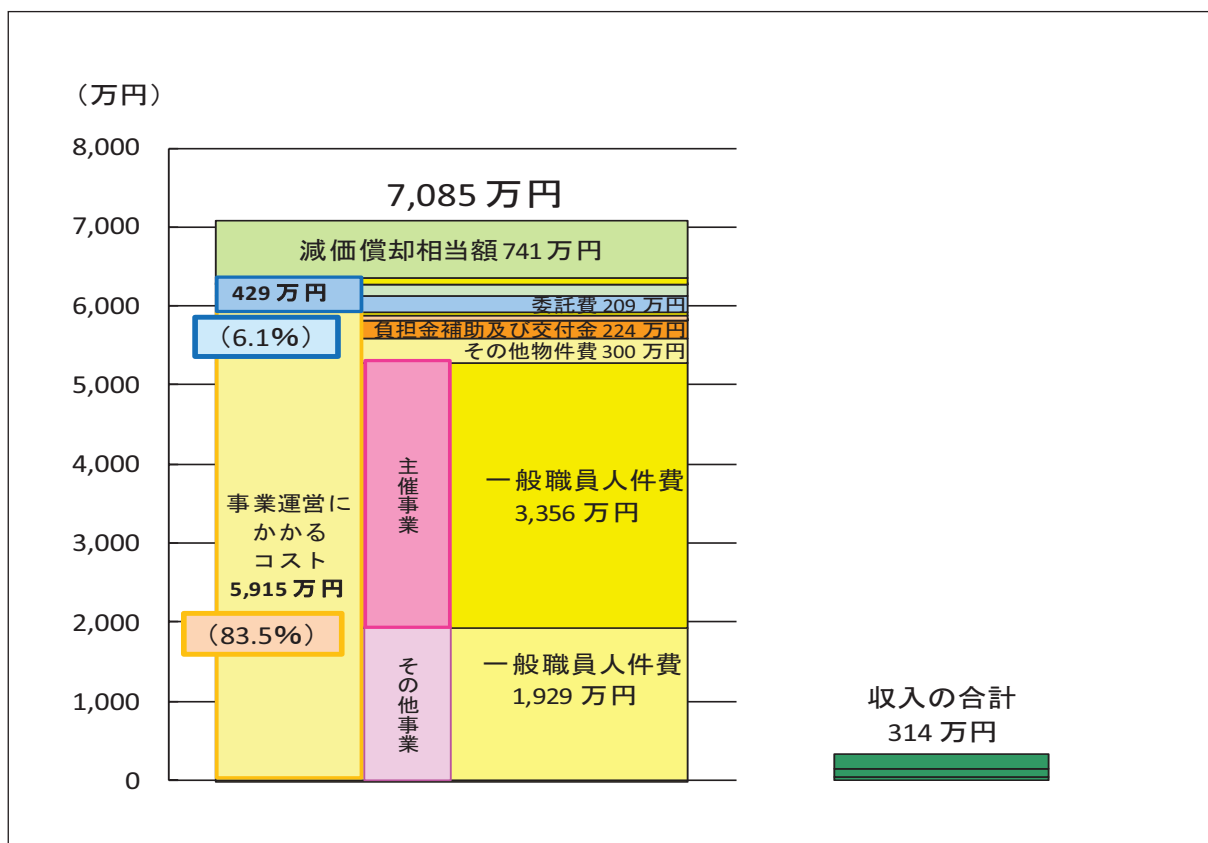 （万円）
8,000
7,000
6,000
5,000
4,000
3,000
2,000
1,000
0
7,085 万円
減価償却相当額 741 万円
429 万円
（6.1%）
委託費 209 万円
負担金補助及び交付金 224 万円
その他物件費 300 万円
事業運営に
かかる
コスト
5,915 万円
（83.5%）
主催事業
一般職員人件費
3,356 万円
その他事業
一般職員人件費
1,929 万円
収入の合計
314 万円